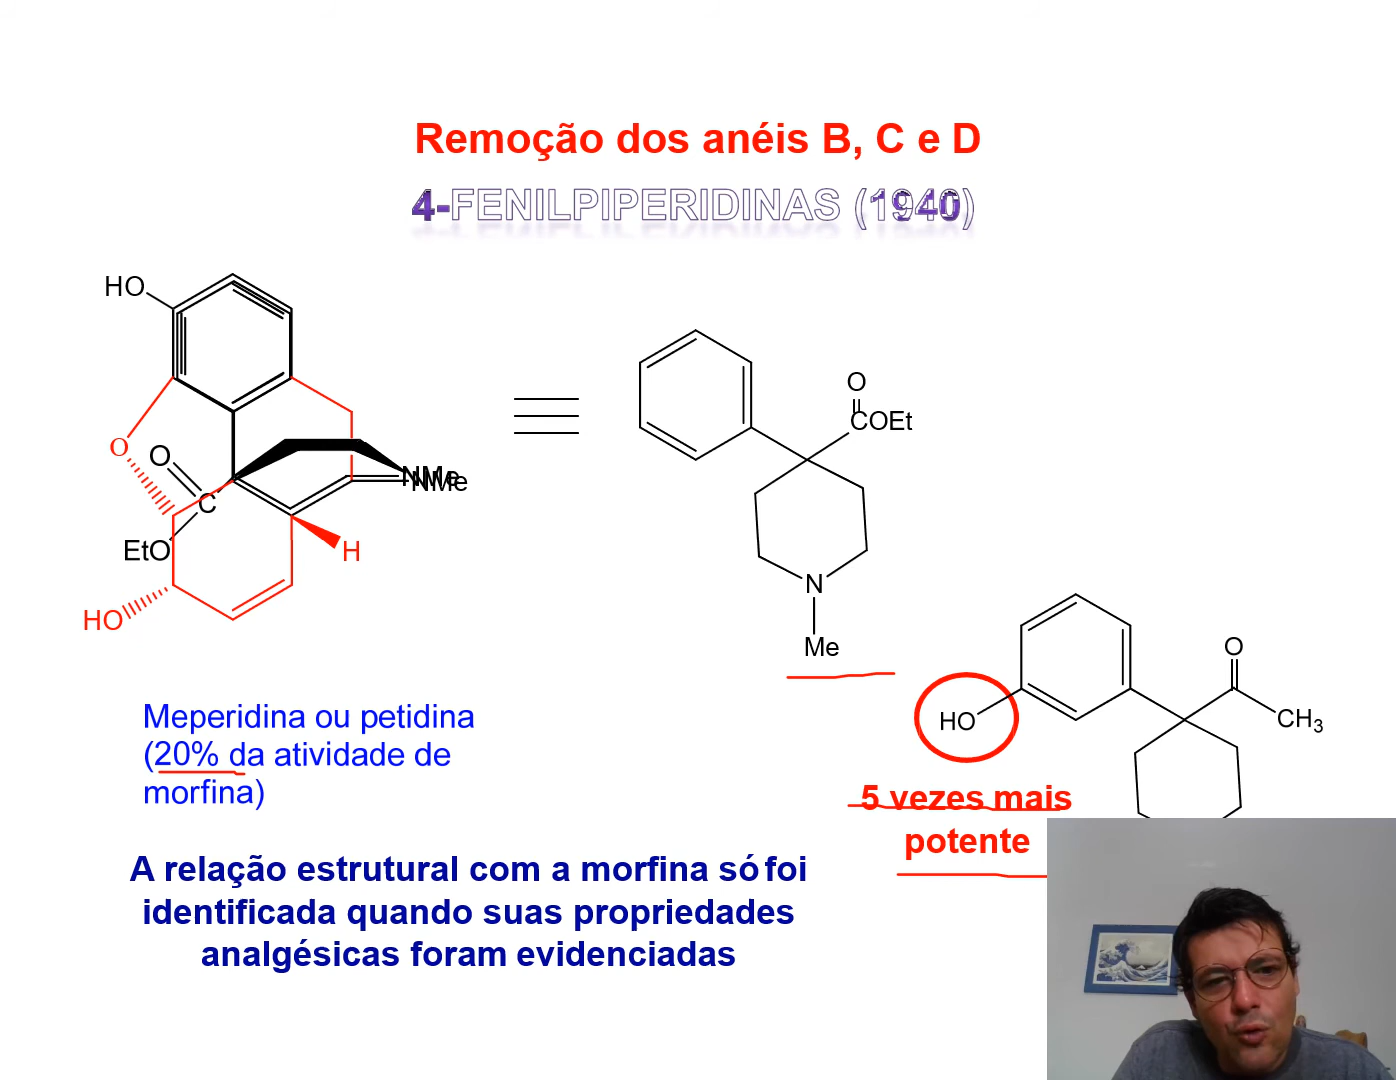 Remoção dos anéis B, C e D
4-FENILPIPERIDINAS (1940)
HO
O
O
C
EtO
NMe
NMe
H
HO
O
COEt
N
Me
O
HO
CH3
Meperidina ou petidina
(20% da atividade de
morfina)
5 vezes mais
potente
A relação estrutural com a morfina só foi
identificada quando suas propriedades
analgésicas foram evidenciadas